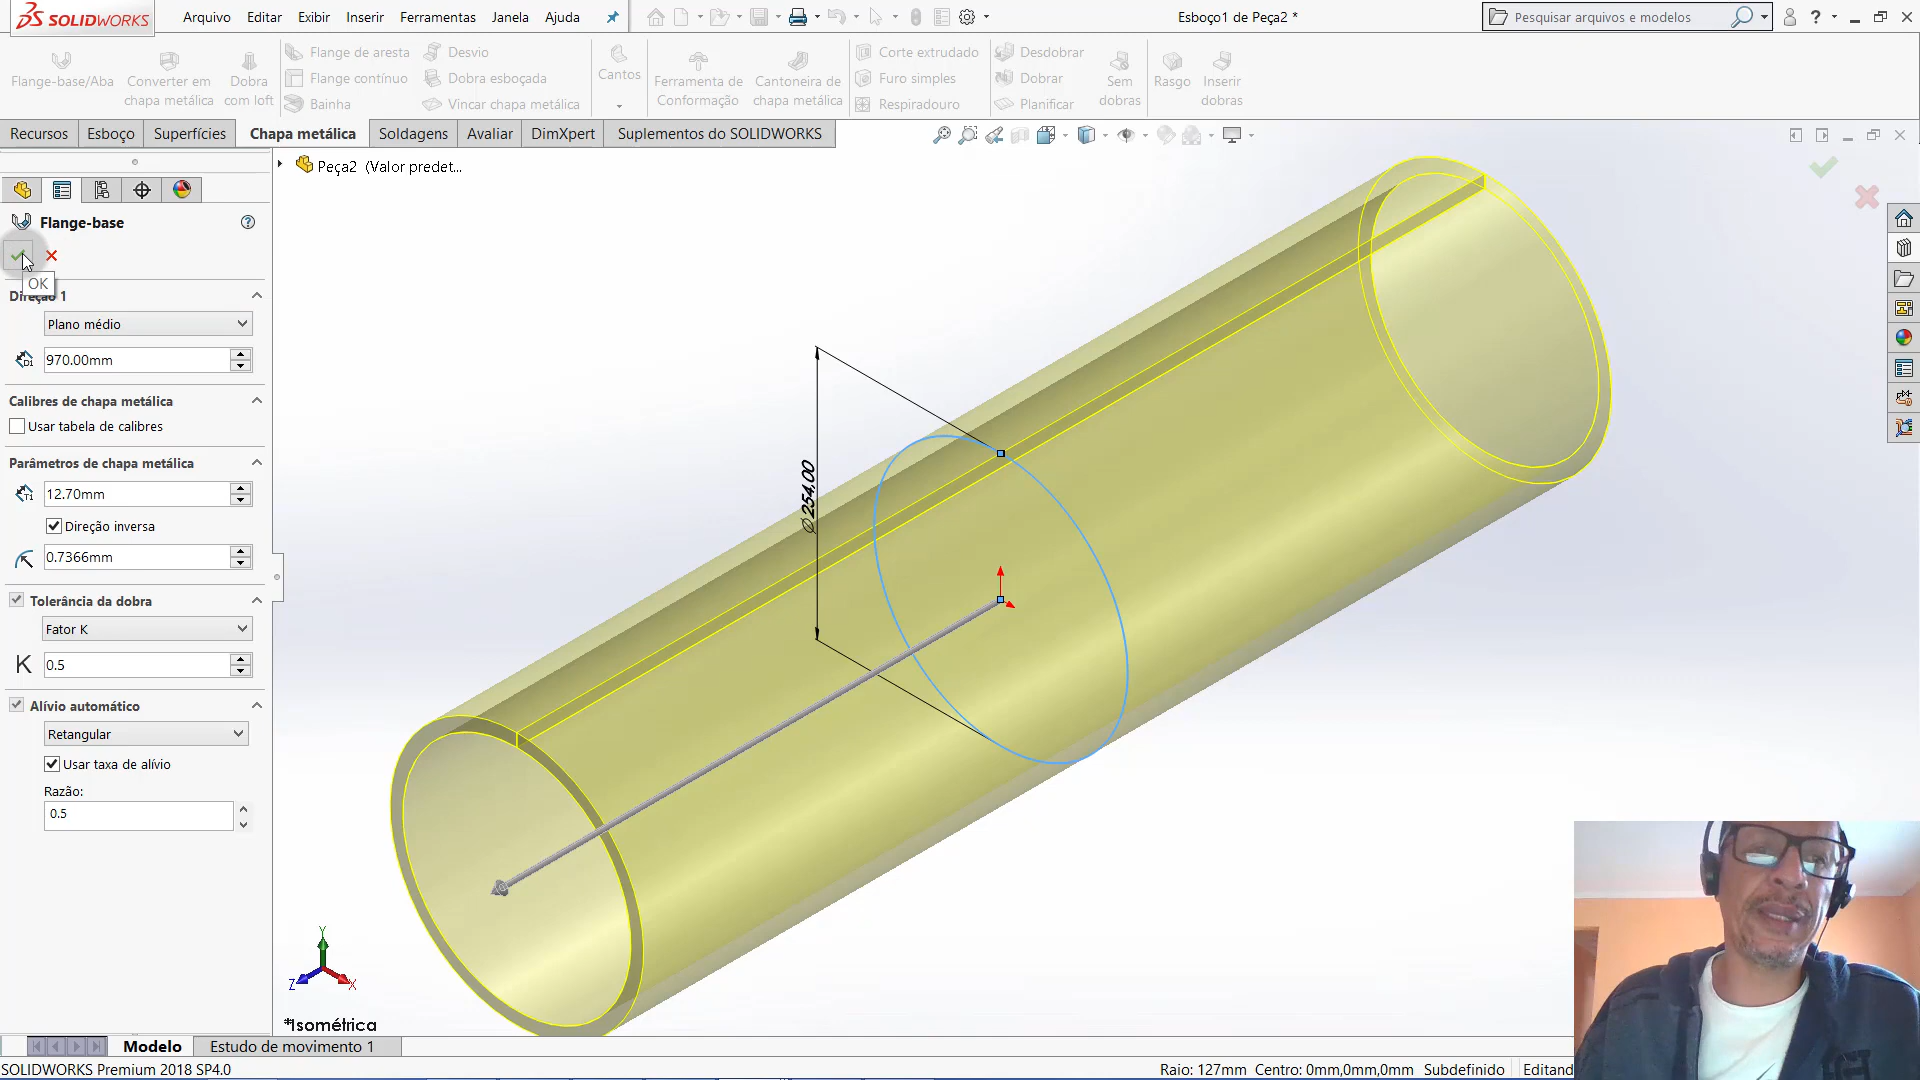 SOLIDWORKS
Arquivo Editar Exibir Inserir Ferramentas Janela Ajuda
Esboço1 de Peça2 *
Pesquisar arquivos e modelos
Flange-base/Aba
Converter em chapa metálica
Dobra com loft
Flange de aresta
Flange contínuo
Bainha
Desvio
Dobra esboçada
Vincar chapa metálica
Cantos
Ferramenta de Conformação
Cantoneira de chapa metálica
Corte extrudado
Furo simples
Respiradouro
Desdobrar
Dobrar
Planificar
Sem dobras
Rasgo
Inserir dobras
Recursos Esboço Superfícies Chapa metálica Soldagens Avaliar DimXpert Suplementos do SOLIDWORKS
Peça2 (Valor predet...
Flange-base
OK
Direção 1
Plano médio
D1 970.00mm
Calibres de chapa metálica
Usar tabela de calibres
Parâmetros de chapa metálica
T1 12.70mm
Direção inversa
0.7366mm
Tolerância da dobra
Fator K
K 0.5
Alívio automático
Retangular
Usar taxa de alívio
Razão:
0.5
∅254,00
Y
Z X
*Isométrica
Modelo Estudo de movimento 1
SOLIDWORKS Premium 2018 SP4.0
Raio: 127mm Centro: 0mm,0mm,0mm Subdefinido Editand